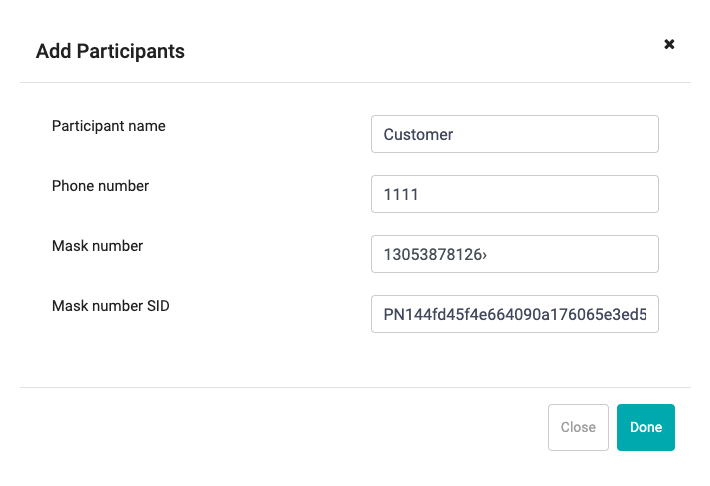 Add Participants
Participant name
Customer
Phone number
1111
Mask number
13053878126›
Mask number SID
PN144fd45f4e664090a176065e3ed5
Close
Done